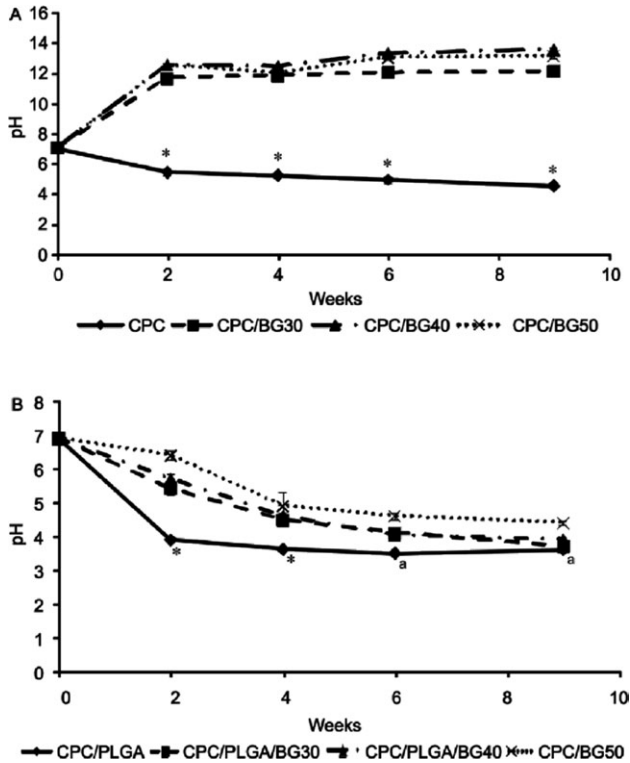 A
16
14
12
10
8
6
4
2
0
pH
* * * *
0 2 4 6 8 10
Weeks
CPC CPC/BG30 CPC/BG40 CPC/BG50
B
8
7
6
5
4
3
2
1
0
pH
* * a a
0 2 4 6 8 10
Weeks
CPC/PLGA CPC/PLGA/BG30 CPC/PLGA/BG40 CPC/BG50